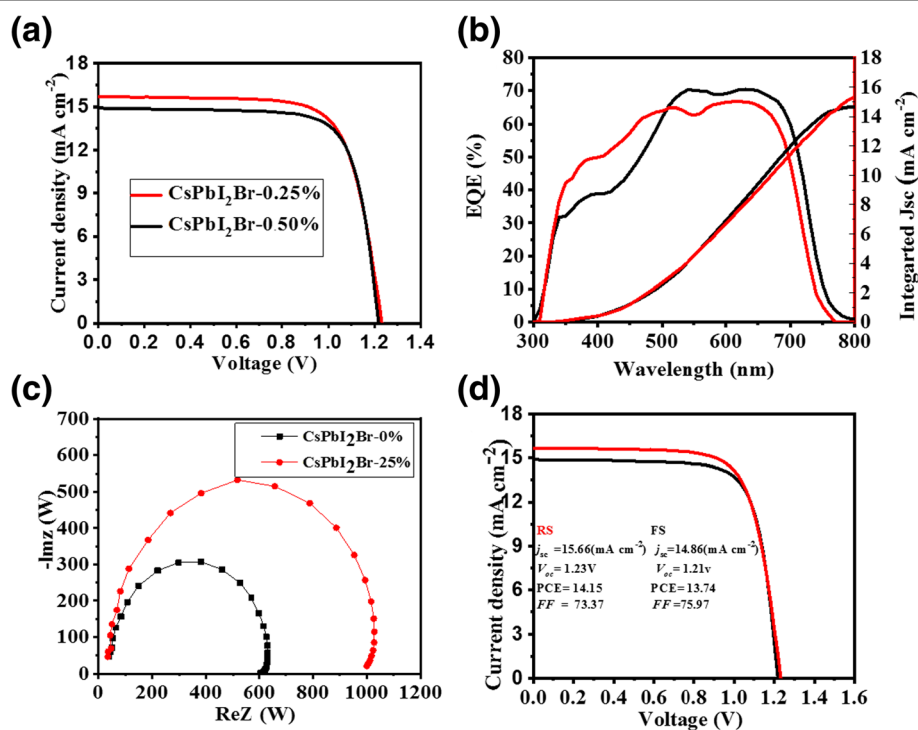 (a)
18
15
12
9
6
3
0
Current density (mA cm⁻²)
CsPbI₂Br-0.25%
CsPbI₂Br-0.50%
0.0 0.2 0.4 0.6 0.8 1.0 1.2 1.4
Voltage (V)
(b)
80
70
60
50
40
30
20
10
0
EQE (%)
18
16
14
12
10
8
6
4
2
0
Integarted Jsc (mA cm⁻²)
300 400 500 600 700 800
Wavelength (nm)
(c)
700
600
500
400
300
200
100
0
-Imz (W)
CsPbI₂Br-0%
CsPbI₂Br-25%
0 200 400 600 800 1000 1200
ReZ (W)
(d)
18
15
12
9
6
3
0
Current density (mA cm⁻²)
RS FS
jsc =15.66(mA cm⁻²) jsc=14.86(mA cm⁻²)
Voc = 1.23V Voc = 1.21v
PCE= 14.15 PCE= 13.74
FF = 73.37 FF =75.97
0.0 0.2 0.4 0.6 0.8 1.0 1.2 1.4 1.6
Voltage (V)